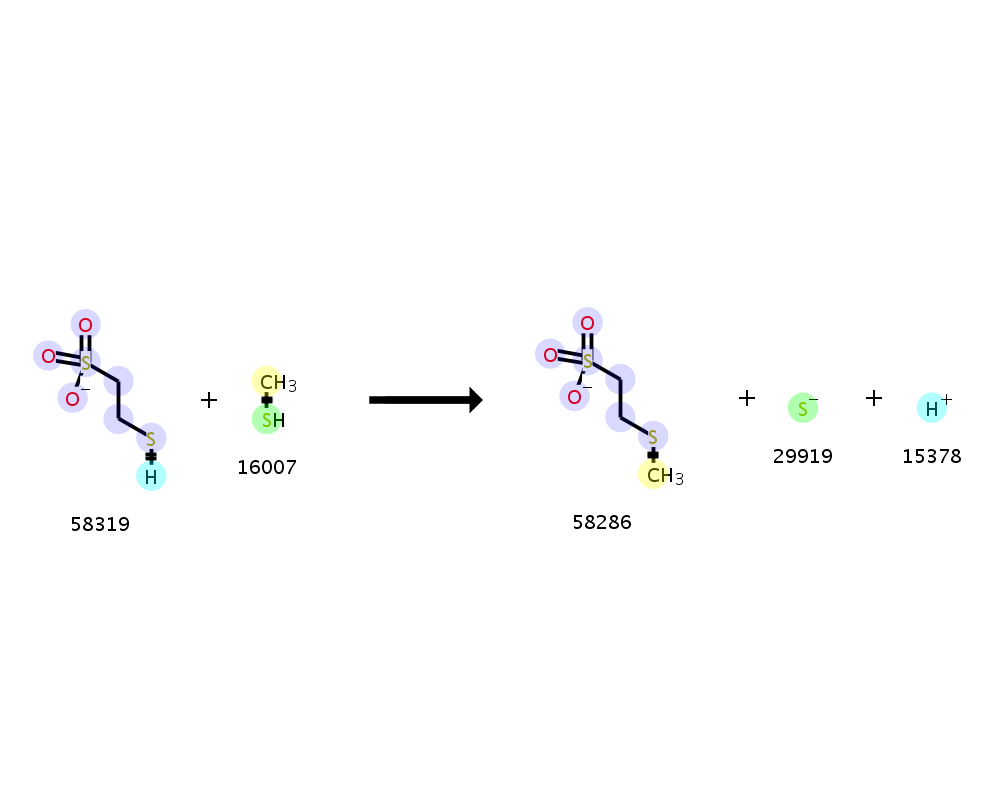 O
O
S
O −
S
H
58319
+
CH3
SH
16007
O
O
S
O −
S
CH3
58286
+
S−
29919
+
H+
15378